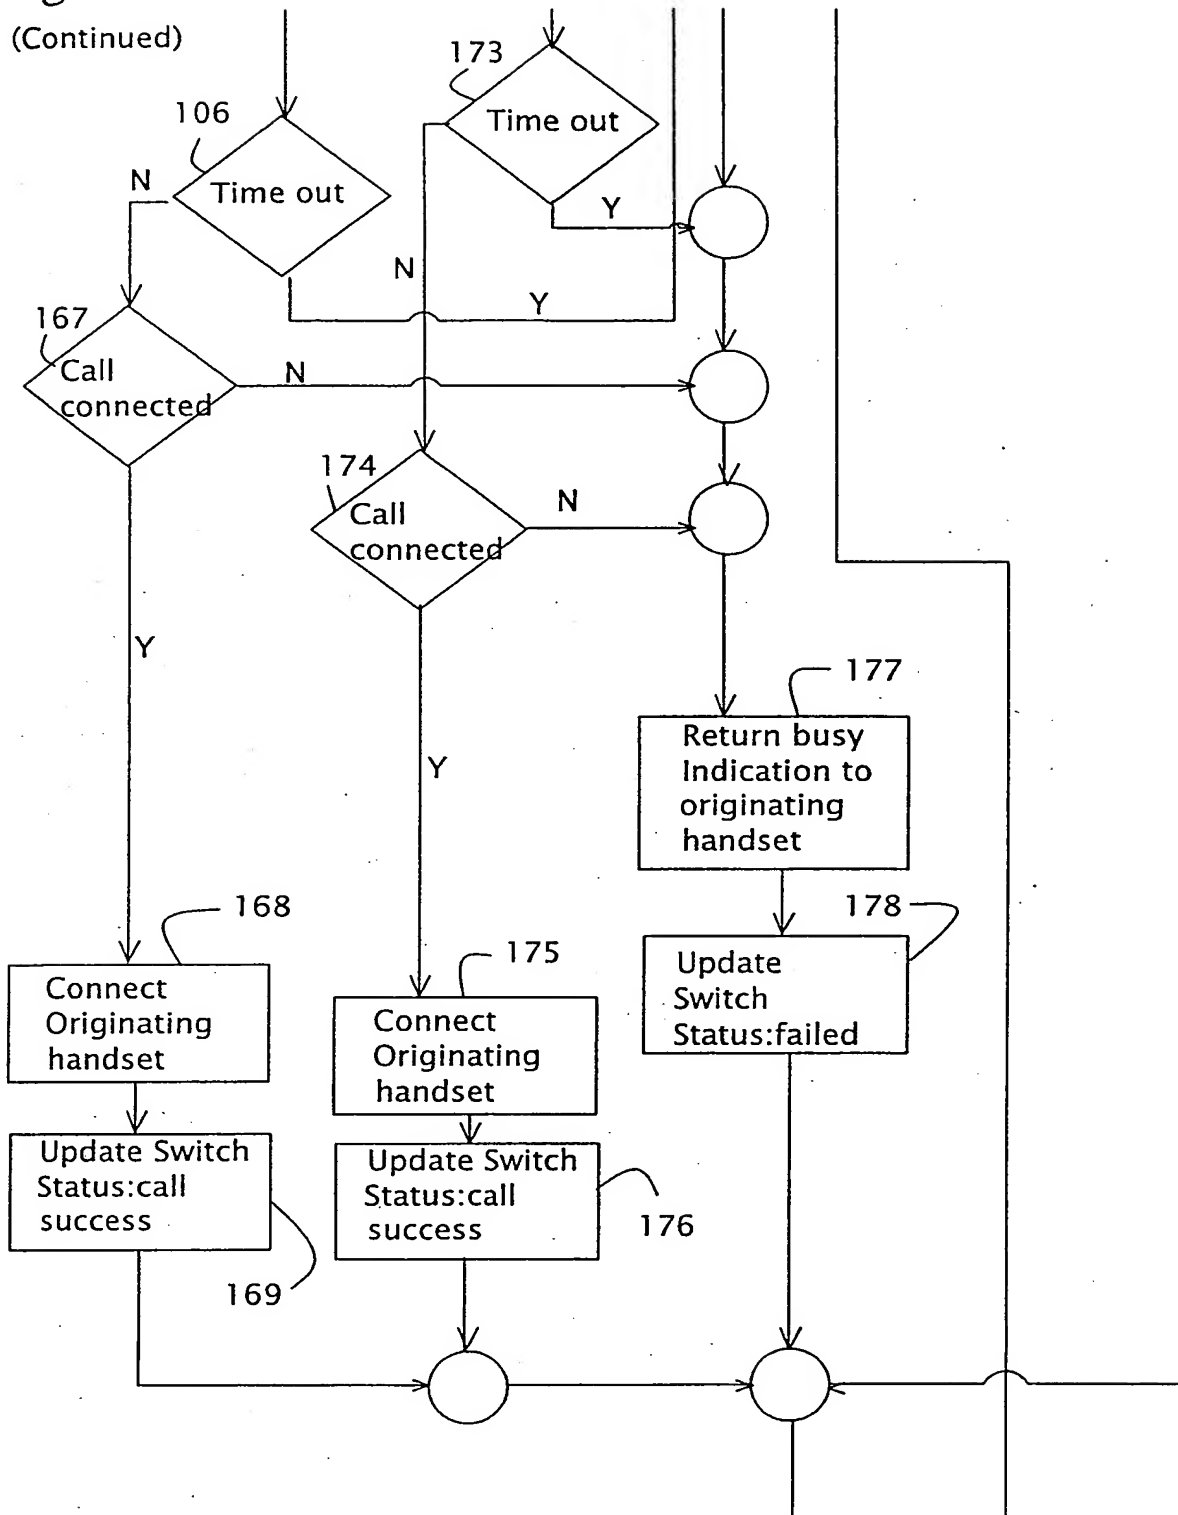 (Continued)
173
Time out
106
Time out
N
Y
N
Y
167
Call
connected
N
174
Call
connected
N
Y
Y
177
Return busy
Indication to
originating
handset
178
Update
Switch
Status:failed
168
Connect
Originating
handset
175
Connect
Originating
handset
Update Switch
Status:call
success
169
Update Switch
Status:call
success
176